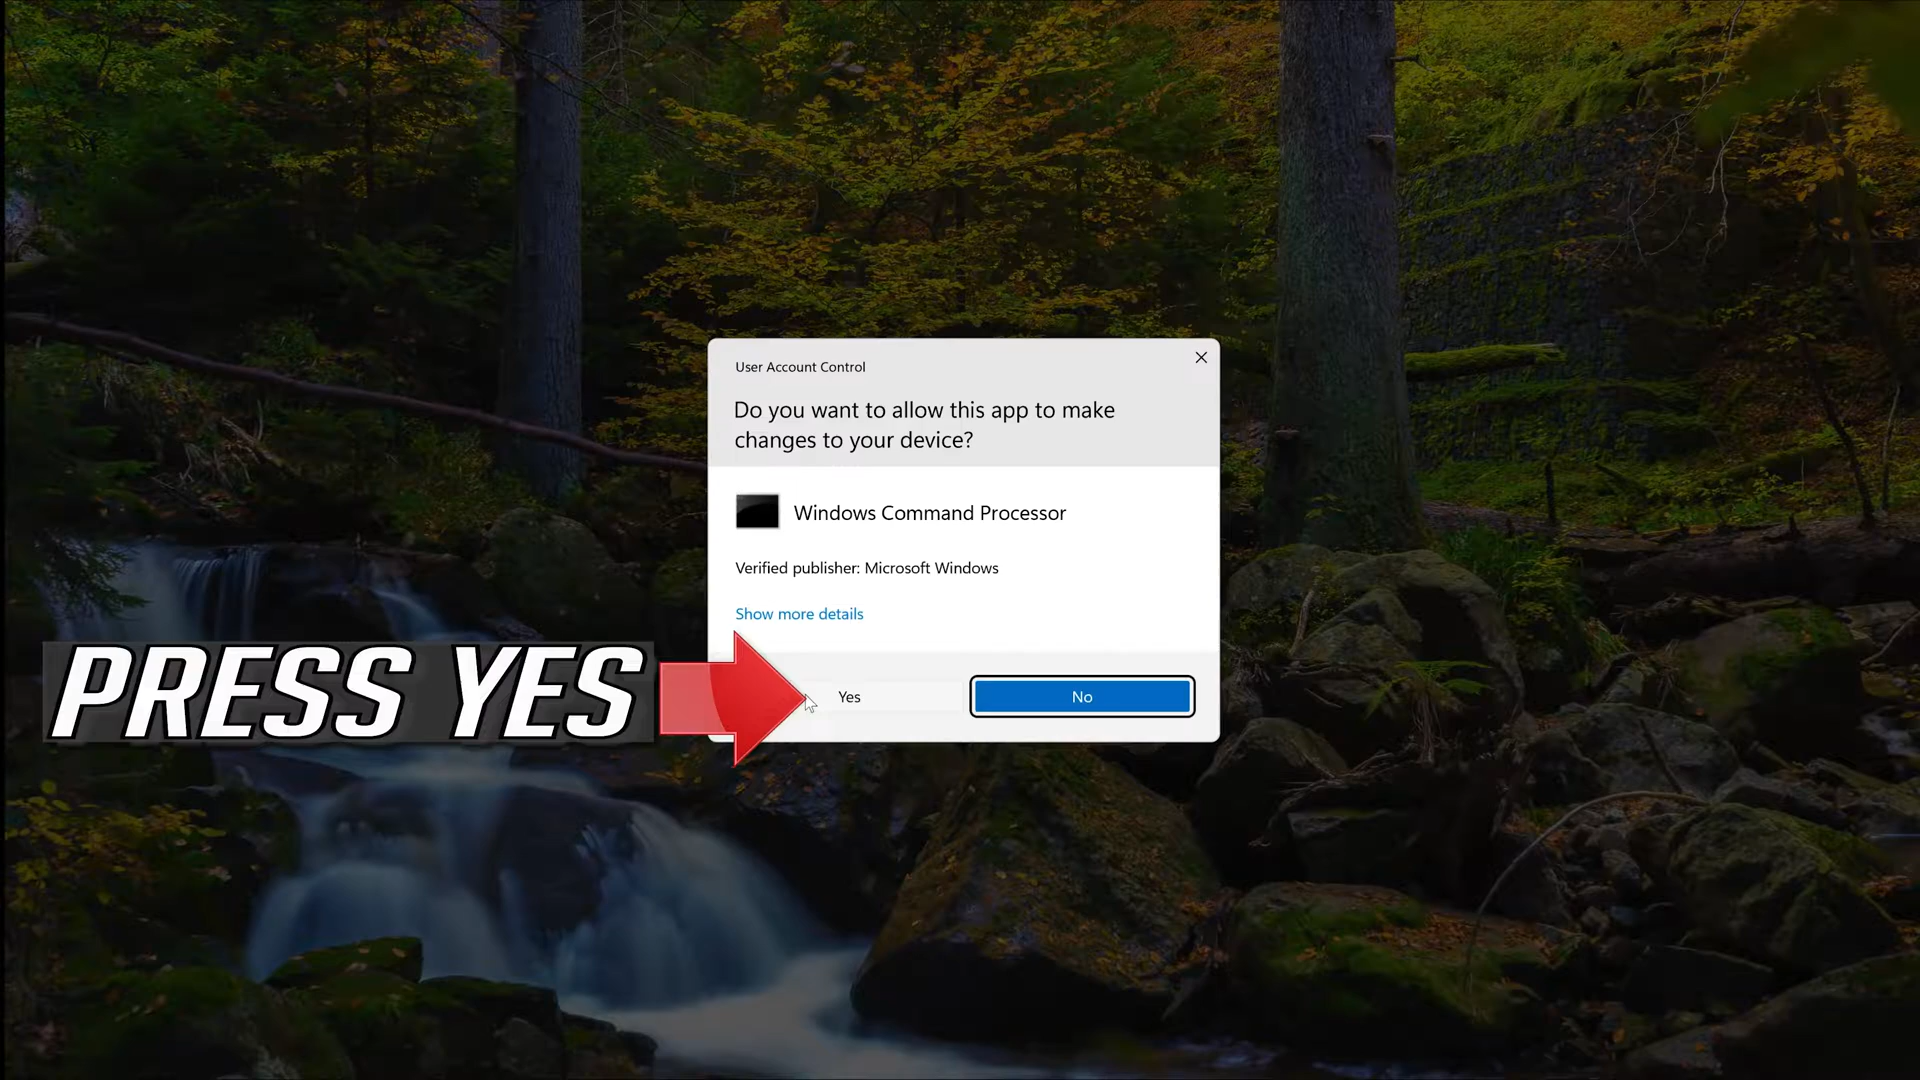 User Account Control
Do you want to allow this app to make
changes to your device?
Windows Command Processor
Verified publisher: Microsoft Windows
Show more details
PRESS YES
Yes
No